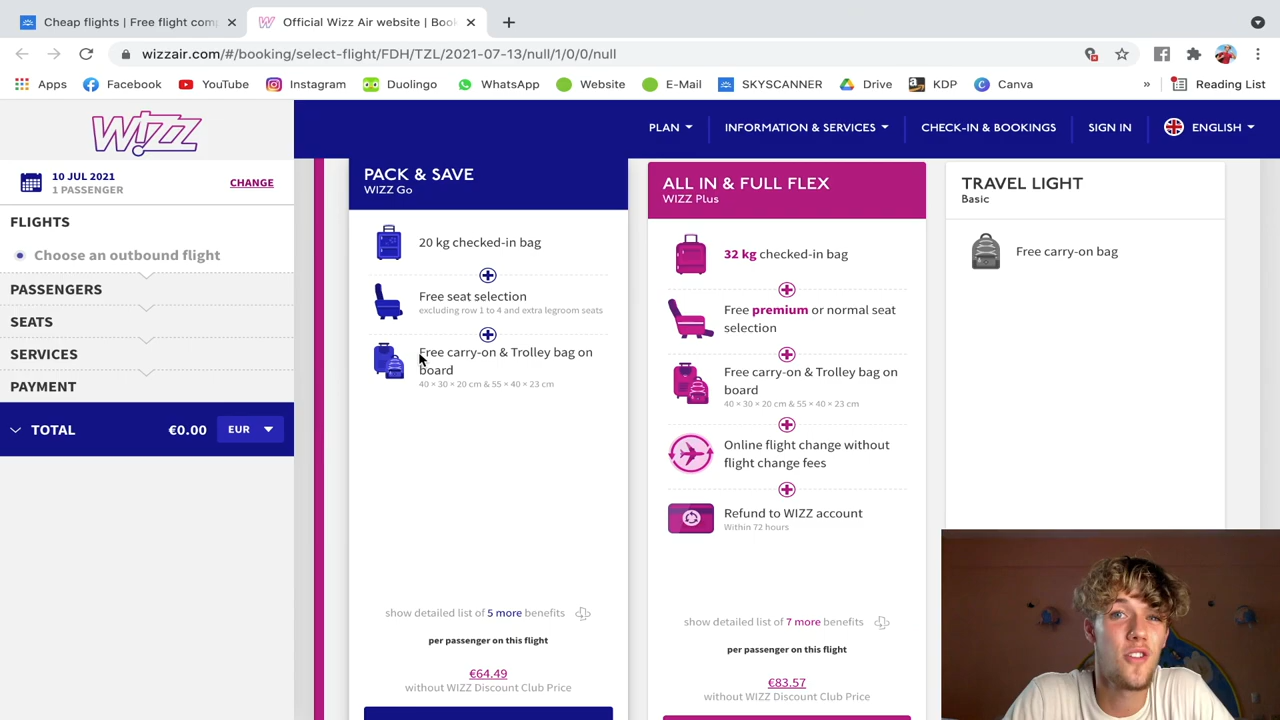 Cheap flights | Free flight com
Official Wizz Air website | Boo
wizzair.com/#/booking/select-flight/FDH/TZL/2021-07-13/null/1/0/0/null
Apps Facebook YouTube Instagram Duolingo WhatsApp Website E-Mail SKYSCANNER Drive KDP Canva » Reading List
WIZZ
PLAN INFORMATION & SERVICES CHECK-IN & BOOKINGS SIGN IN ENGLISH
10 JUL 2021
1 PASSENGER
CHANGE
FLIGHTS
Choose an outbound flight
PASSENGERS
SEATS
SERVICES
PAYMENT
TOTAL €0.00 EUR
PACK & SAVE
WIZZ Go
20 kg checked-in bag
Free seat selection
excluding row 1 to 4 and extra legroom seats
Free carry-on & Trolley bag on
board
40 × 30 × 20 cm & 55 × 40 × 23 cm
show detailed list of 5 more benefits
per passenger on this flight
€64.49
without WIZZ Discount Club Price
ALL IN & FULL FLEX
WIZZ Plus
32 kg checked-in bag
Free premium or normal seat
selection
Free carry-on & Trolley bag on
board
40 × 30 × 20 cm & 55 × 40 × 23 cm
Online flight change without
flight change fees
Refund to WIZZ account
Within 72 hours
show detailed list of 7 more benefits
per passenger on this flight
€83.57
without WIZZ Discount Club Price
TRAVEL LIGHT
Basic
Free carry-on bag